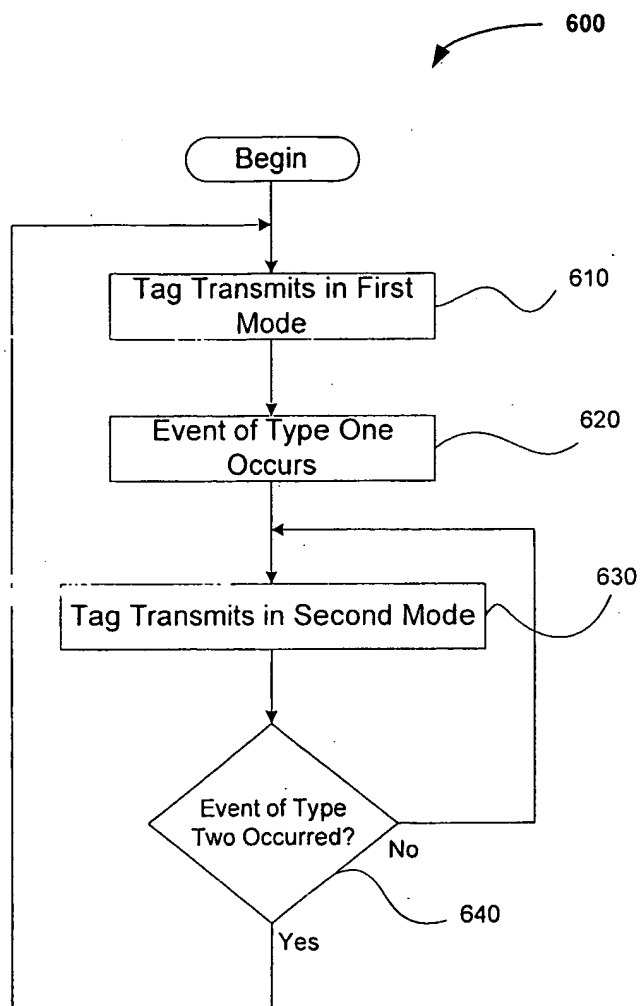 600
Begin
Tag Transmits in First
Mode
610
Event of Type One
Occurs
620
630
Tag Transmits in Second Mode
Event of Type
Two Occurred?
No
640
Yes